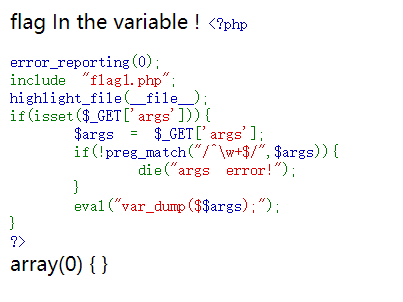 flag In the variable ! <?php
error_reporting(0);
include "flag1.php";
highlight_file(__file__);
if(isset($_GET['args'])){
$args = $_GET['args'];
if(!preg_match("/^\w+$/",$args)){
die("args error!");
}
eval("var_dump($$args);");
}
?>
array(0) { }